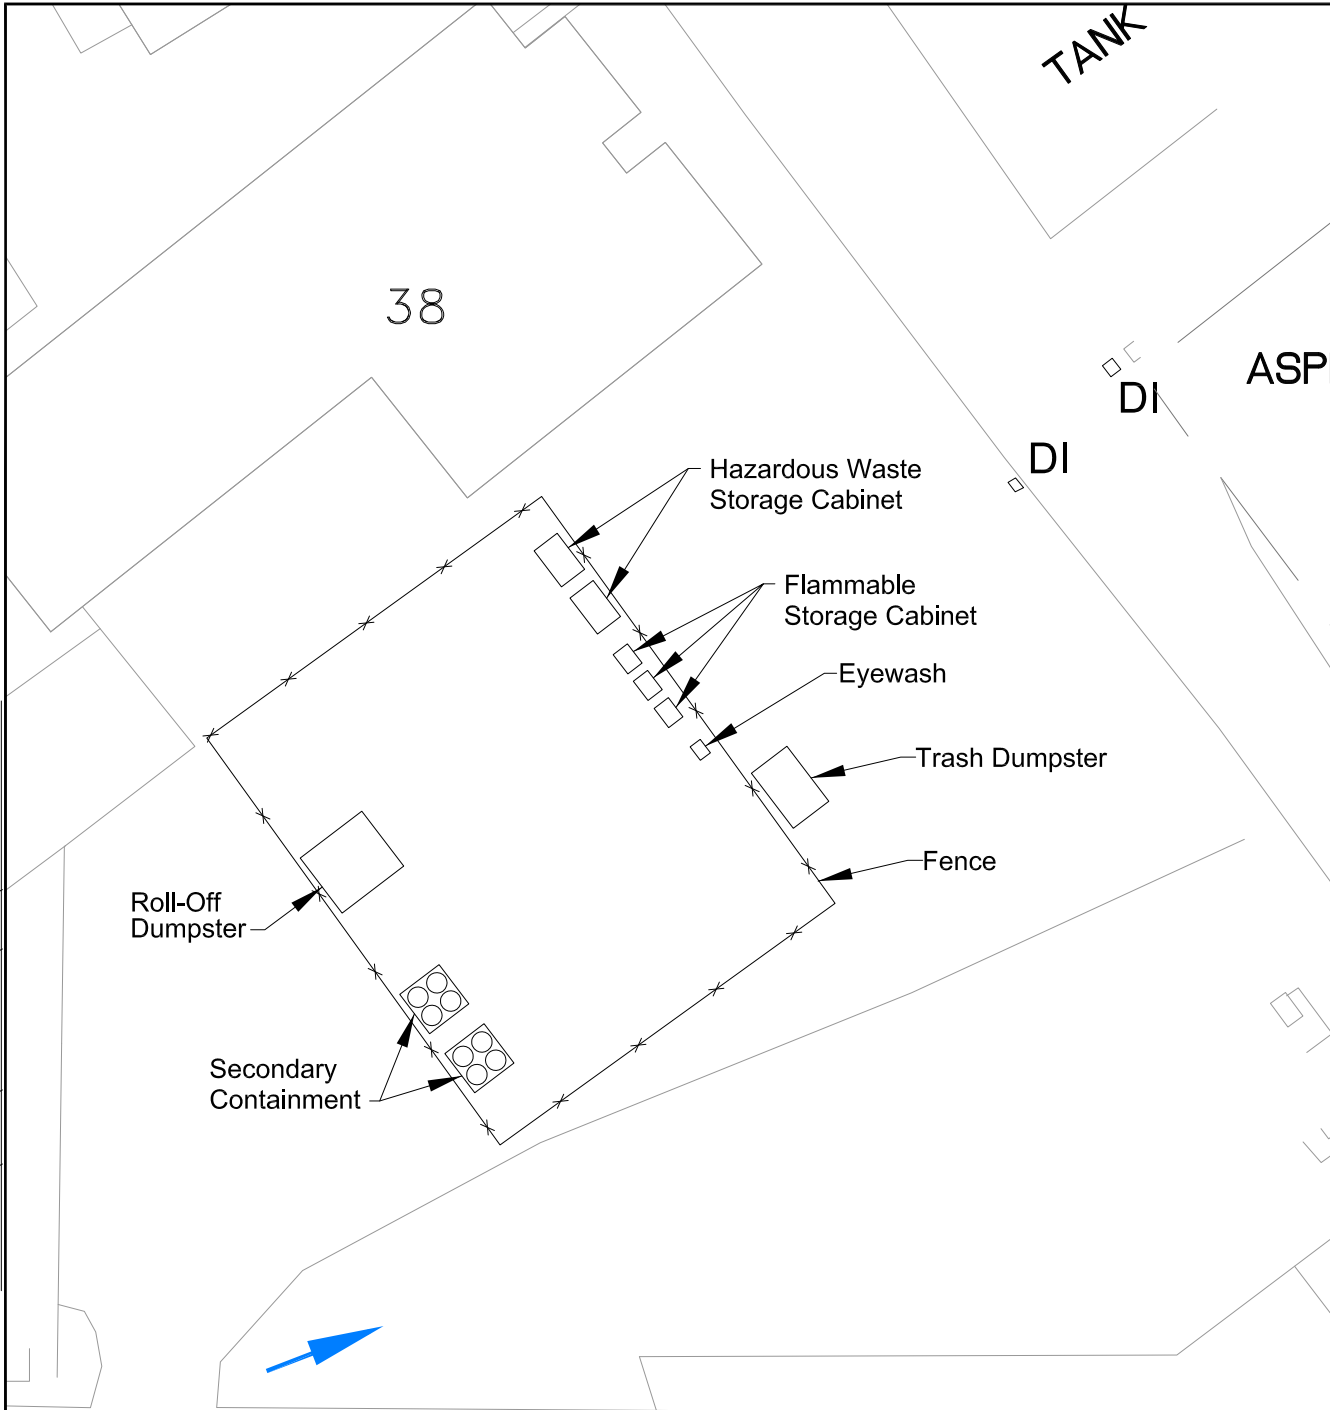 TANK
38
ASP
DI
DI
Hazardous Waste
Storage Cabinet
Flammable
Storage Cabinet
Eyewash
Trash Dumpster
Fence
Roll-Off
Dumpster
Secondary
Containment